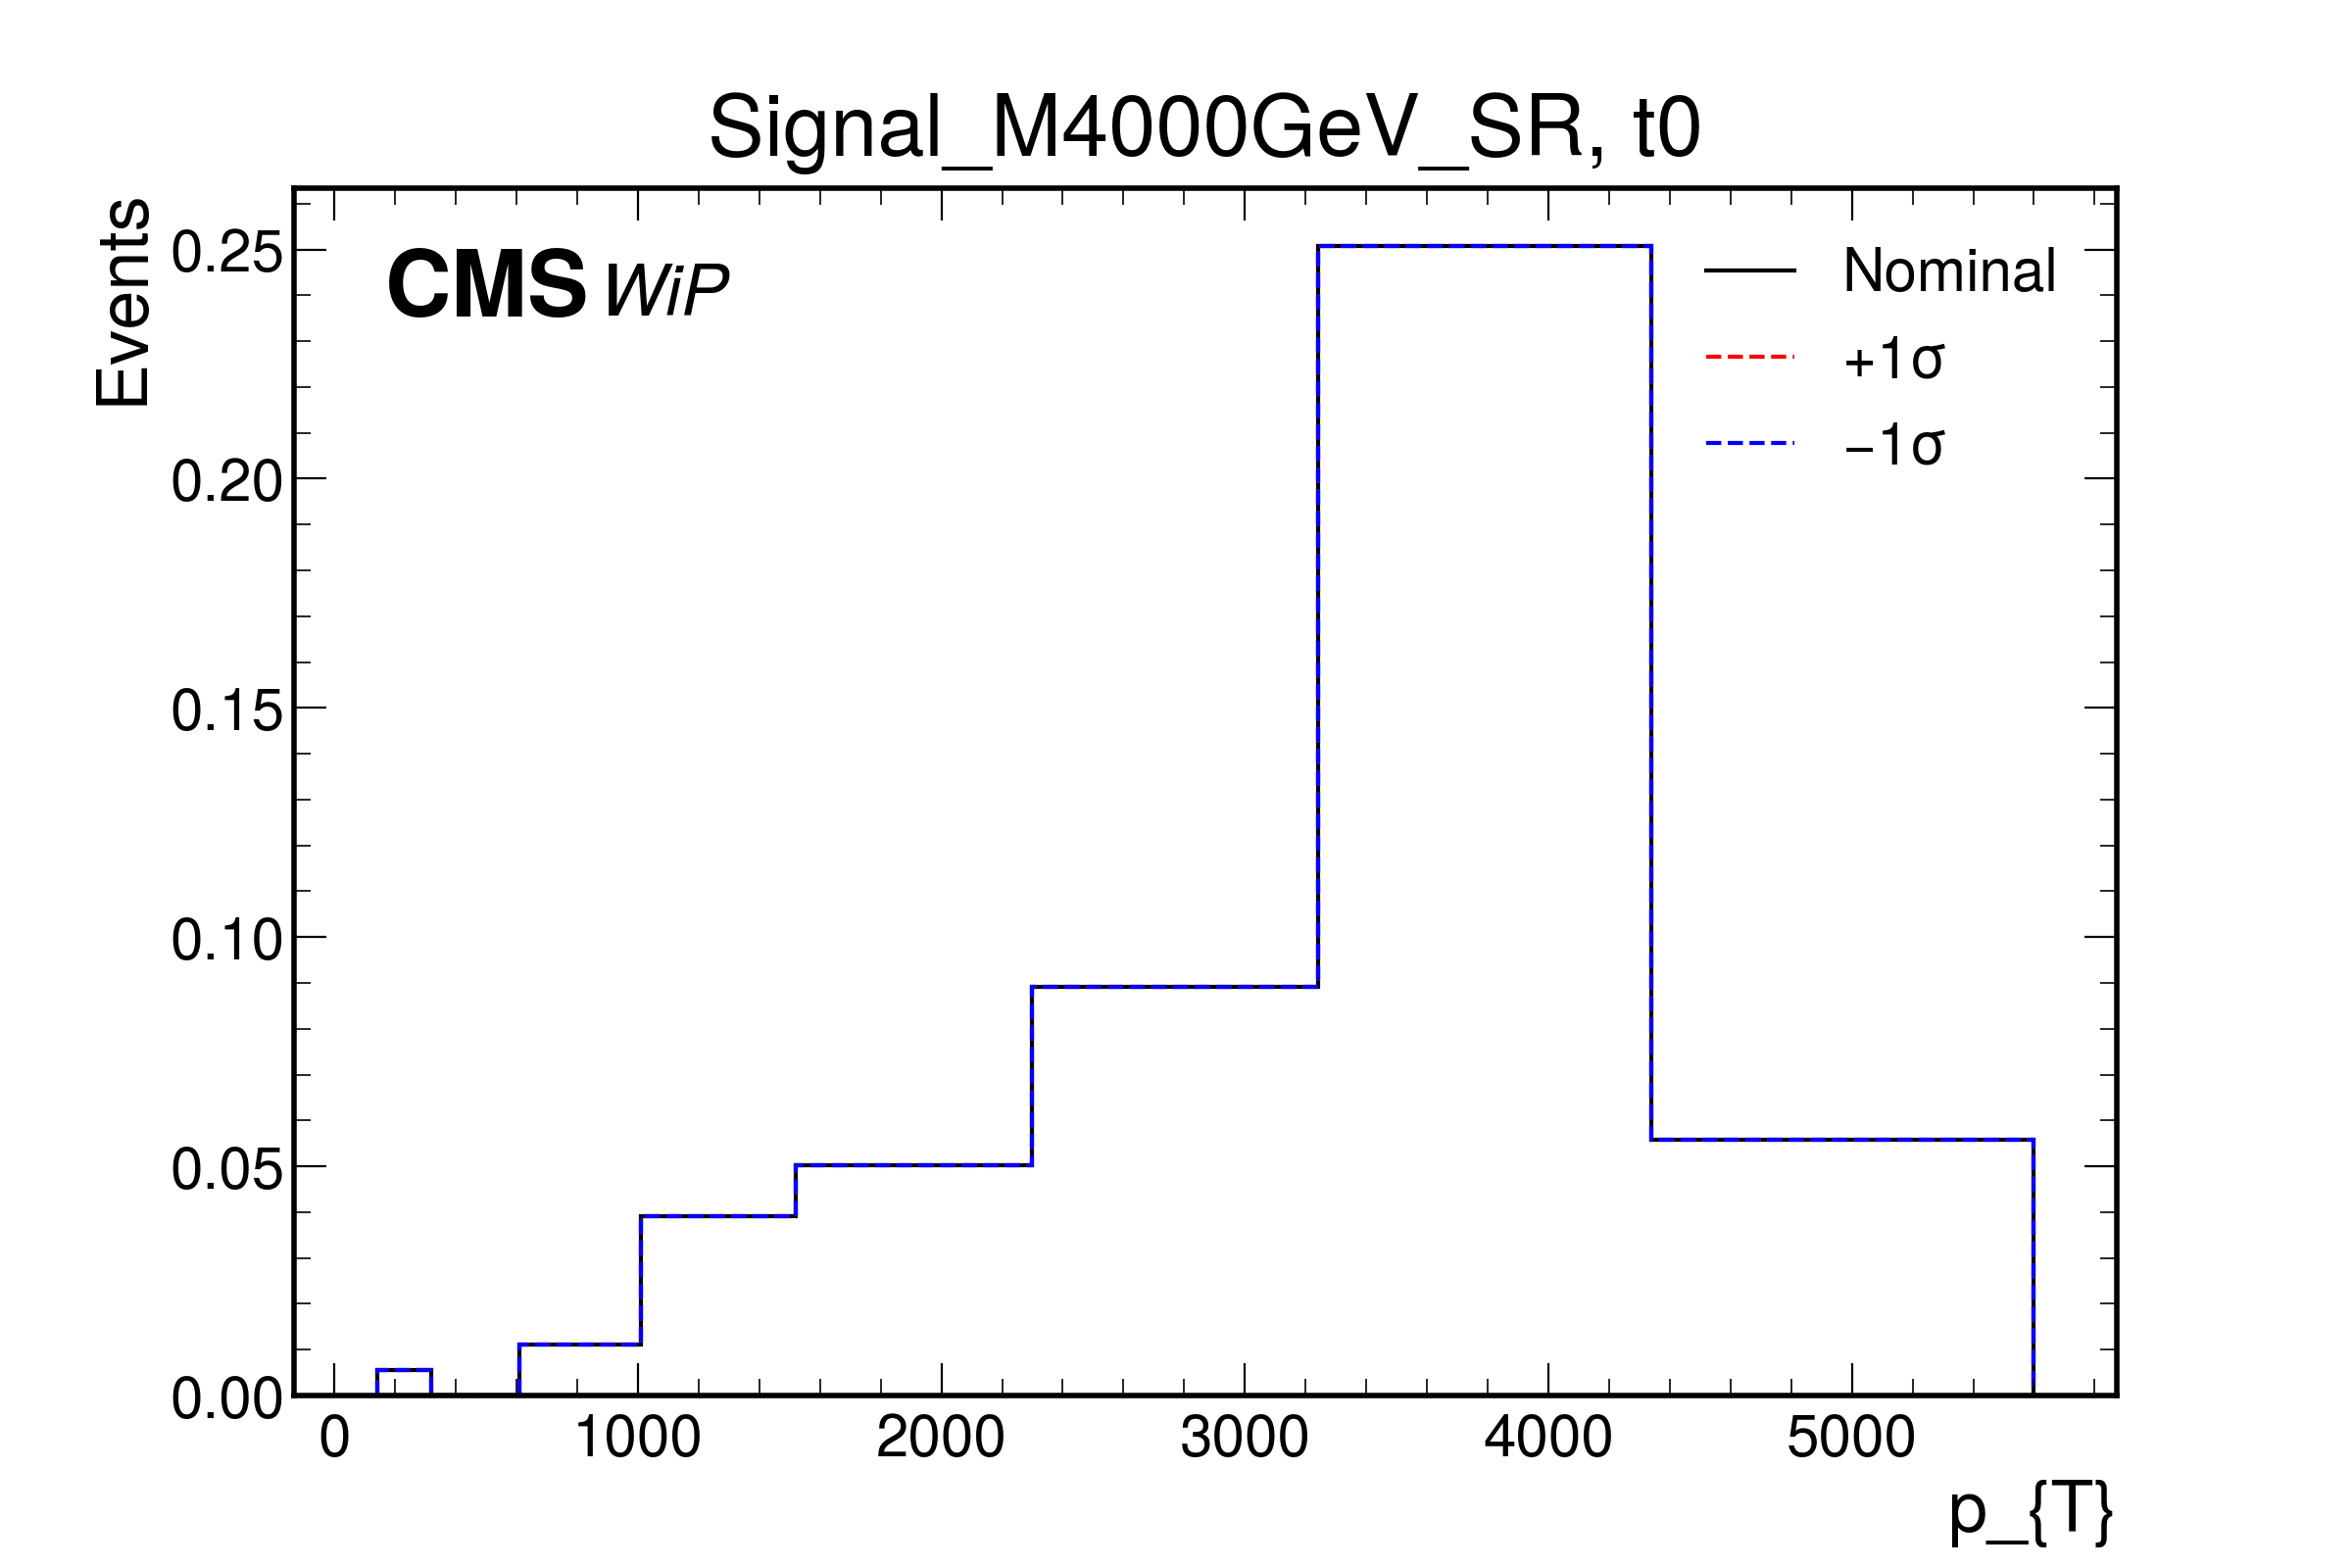 Signal_M4000GeV_SR, t0
Events
CMS WiP
Nominal
+1σ
−1σ
0.25
0.20
0.15
0.10
0.05
0.00
0 1000 2000 3000 4000 5000
p_{T}